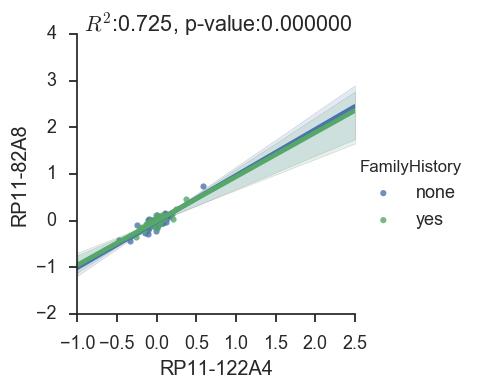 R²:0.725, p-value:0.000000
4
3
2
1
0
−1
−2
RP11-82A8
−1.0 −0.5 0.0 0.5 1.0 1.5 2.0 2.5
RP11-122A4
FamilyHistory
none
yes